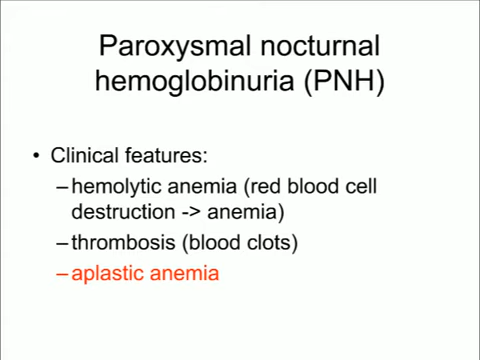 Paroxysmal nocturnal
hemoglobinuria (PNH)
• Clinical features:
–hemolytic anemia (red blood cell
destruction -> anemia)
–thrombosis (blood clots)
–aplastic anemia